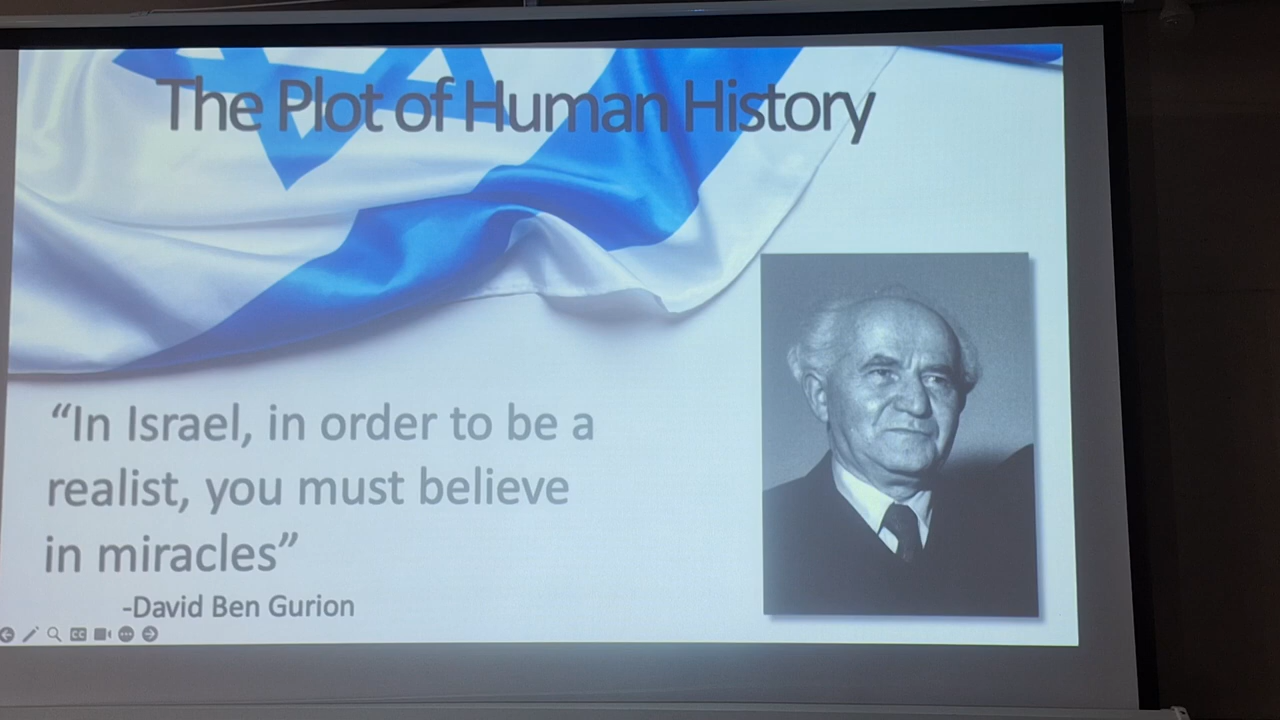 The Plot of Human History
“In Israel, in order to be a
realist, you must believe
in miracles”
-David Ben Gurion
CC